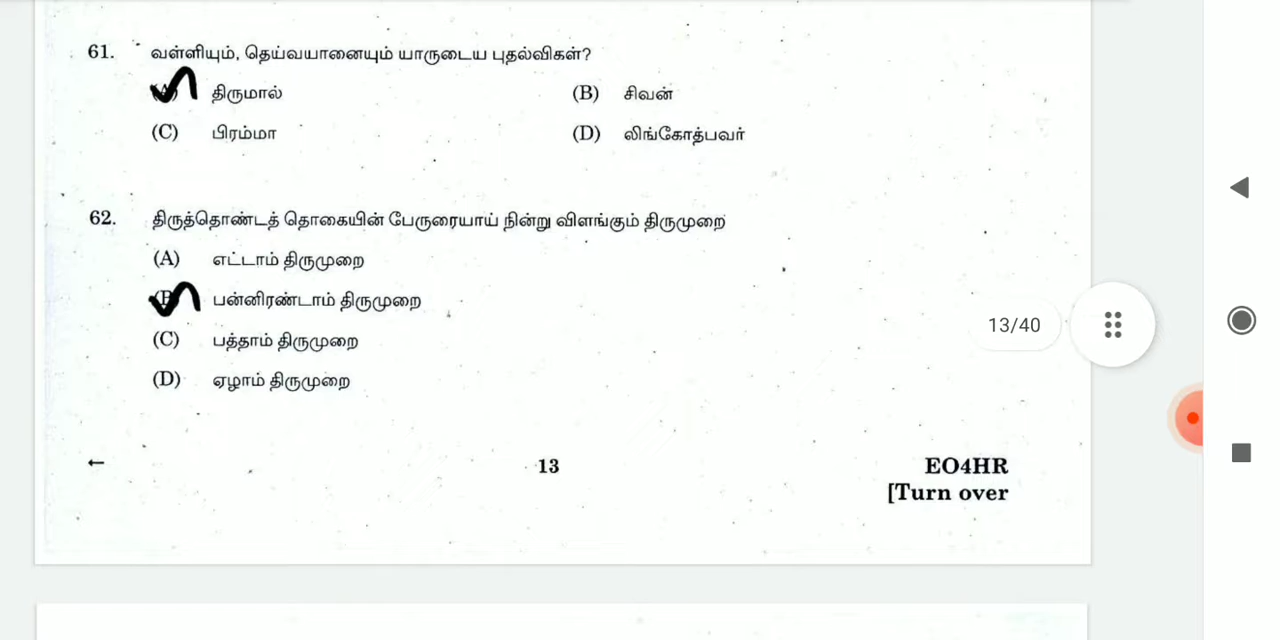 61. வள்ளியும், தெய்வயானையும் யாருடைய புதல்விகள்?
(A) திருமால் (B) சிவன்
(C) பிரம்மா (D) லிங்கோத்பவர்
62. திருத்தொண்டத் தொகையின் பேருரையாய் நின்று விளங்கும் திருமுறை
(A) எட்டாம் திருமுறை
(B) பன்னிரண்டாம் திருமுறை
(C) பத்தாம் திருமுறை
(D) ஏழாம் திருமுறை
13/40
← 13 EO4HR
[Turn over